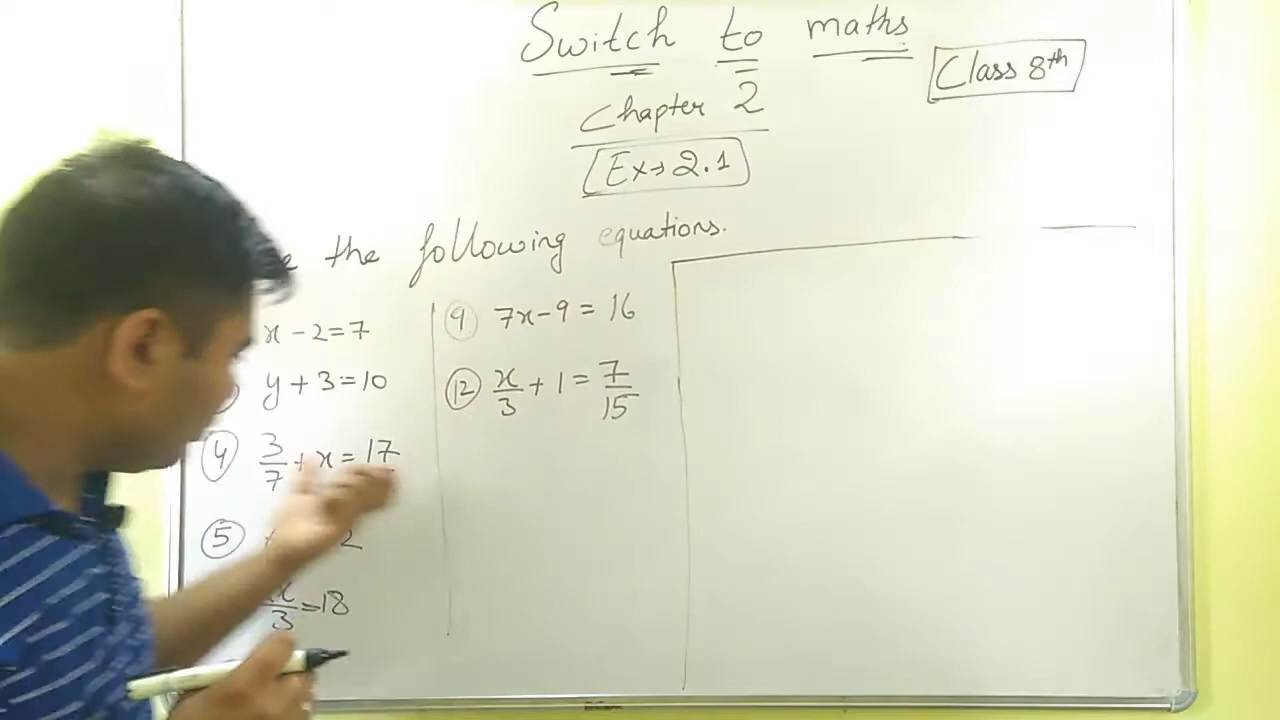 Switch to maths
Class 8th
Chapter 2
Ex→2.1
the following equations.
x - 2 = 7
y + 3 = 10
④ 3/7 + x = 17
⑤ 2
x/3 = 18
⑨ 7x - 9 = 16
⑫ x/3 + 1 = 7/15